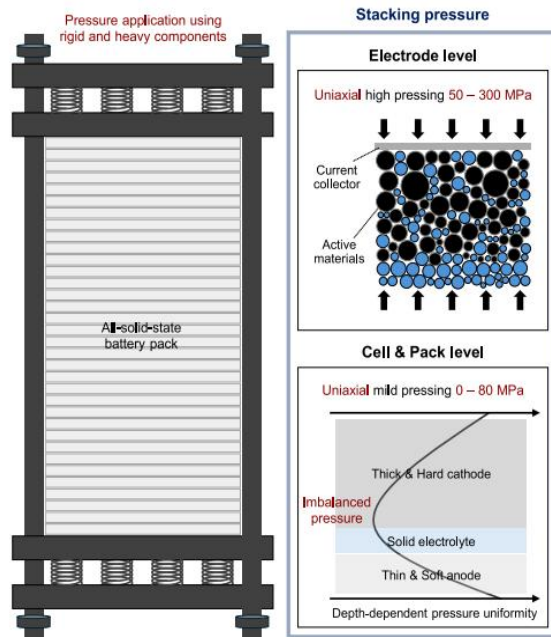 Pressure application using
rigid and heavy components
All-solid-state
battery pack
Stacking pressure
Electrode level
Uniaxial high pressing 50 – 300 MPa
Current
collector
Active
materials
Cell & Pack level
Uniaxial mild pressing 0 – 80 MPa
Thick & Hard cathode
Imbalanced
pressure
Solid electrolyte
Thin & Soft anode
Depth-dependent pressure uniformity